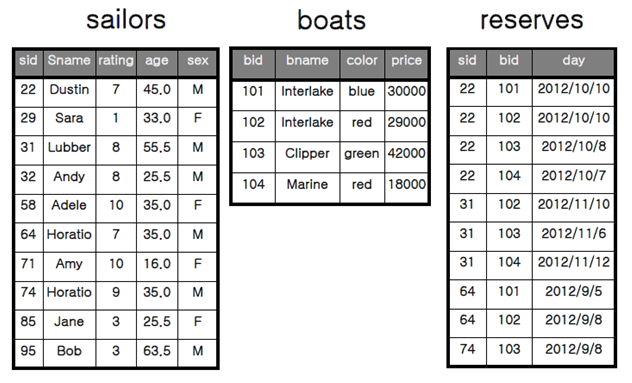 sailors
sid Sname rating age sex
22 Dustin 7 45.0 M
29 Sara 1 33.0 F
31 Lubber 8 55.5 M
32 Andy 8 25.5 M
58 Adele 10 35.0 F
64 Horatio 7 35.0 M
71 Amy 10 16.0 F
74 Horatio 9 35.0 M
85 Jane 3 25.5 F
95 Bob 3 63.5 M
boats
bid bname color price
101 Interlake blue 30000
102 Interlake red 29000
103 Clipper green 42000
104 Marine red 18000
reserves
sid bid day
22 101 2012/10/10
22 102 2012/10/10
22 103 2012/10/8
22 104 2012/10/7
31 102 2012/11/10
31 103 2012/11/6
31 104 2012/11/12
64 101 2012/9/5
64 102 2012/9/8
74 103 2012/9/8